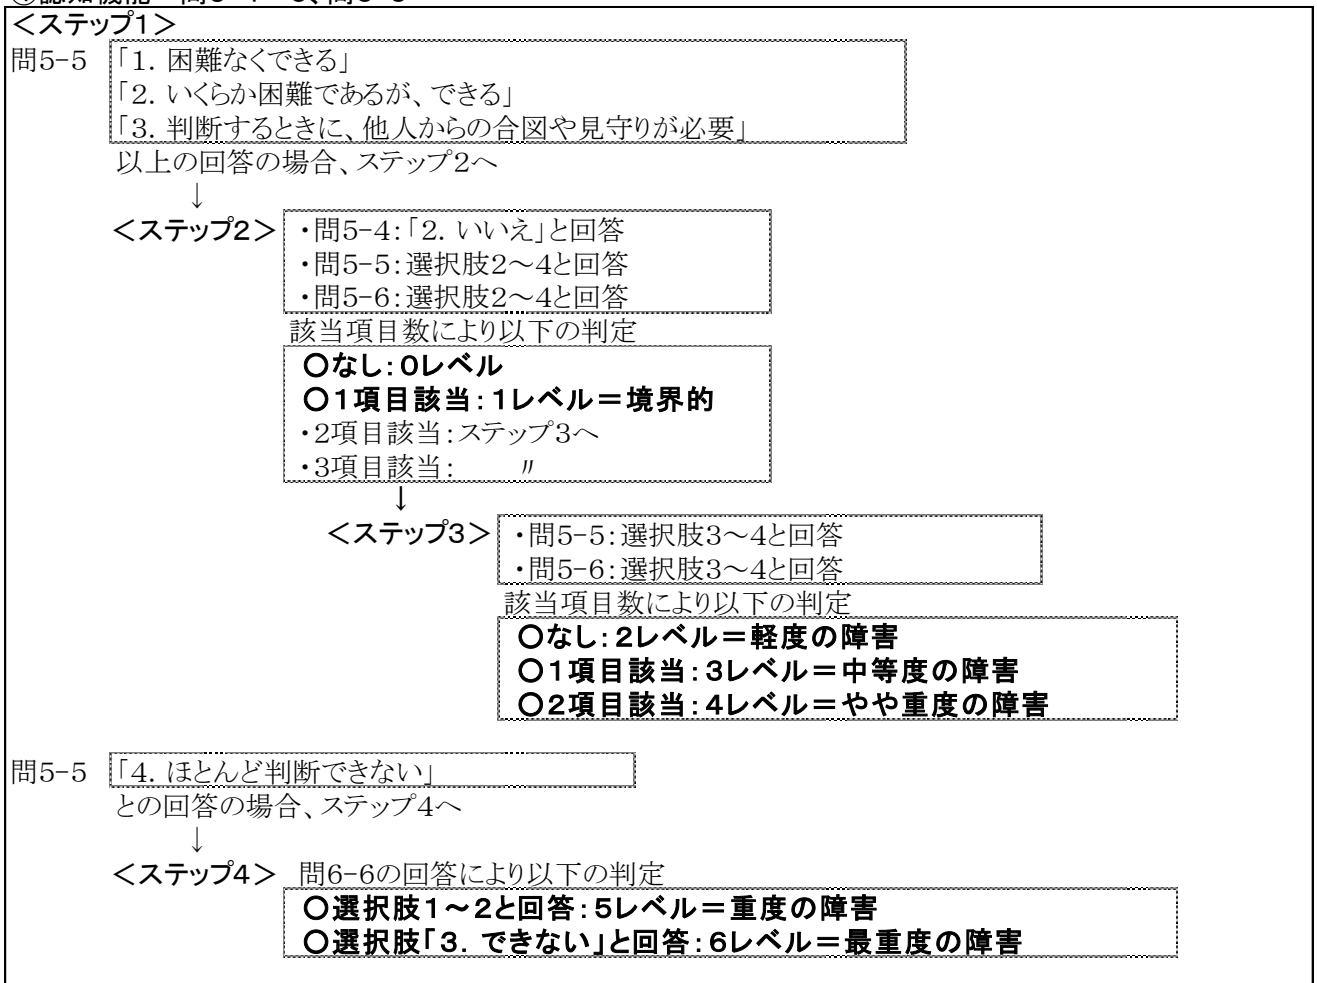 ＜ステップ1＞
問5-5 「1．困難なくできる」
「2．いくらか困難であるが、できる」
「3．判断するときに、他人からの合図や見守りが必要」
以上の回答の場合、ステップ2へ
↓
＜ステップ2＞ ・問5-4：「2．いいえ」と回答
・問5-5：選択肢2～4と回答
・問5-6：選択肢2～4と回答
該当項目数により以下の判定
○なし：0レベル
○1項目該当：1レベル＝境界的
・2項目該当：ステップ3へ
・3項目該当： 〃
↓
＜ステップ3＞ ・問5-5：選択肢3～4と回答
・問5-6：選択肢3～4と回答
該当項目数により以下の判定
○なし：2レベル＝軽度の障害
○1項目該当：3レベル＝中等度の障害
○2項目該当：4レベル＝やや重度の障害
問5-5 「4．ほとんど判断できない」
との回答の場合、ステップ4へ
↓
＜ステップ4＞ 問6-6の回答により以下の判定
○選択肢1～2と回答：5レベル＝重度の障害
○選択肢「3．できない」と回答：6レベル＝最重度の障害